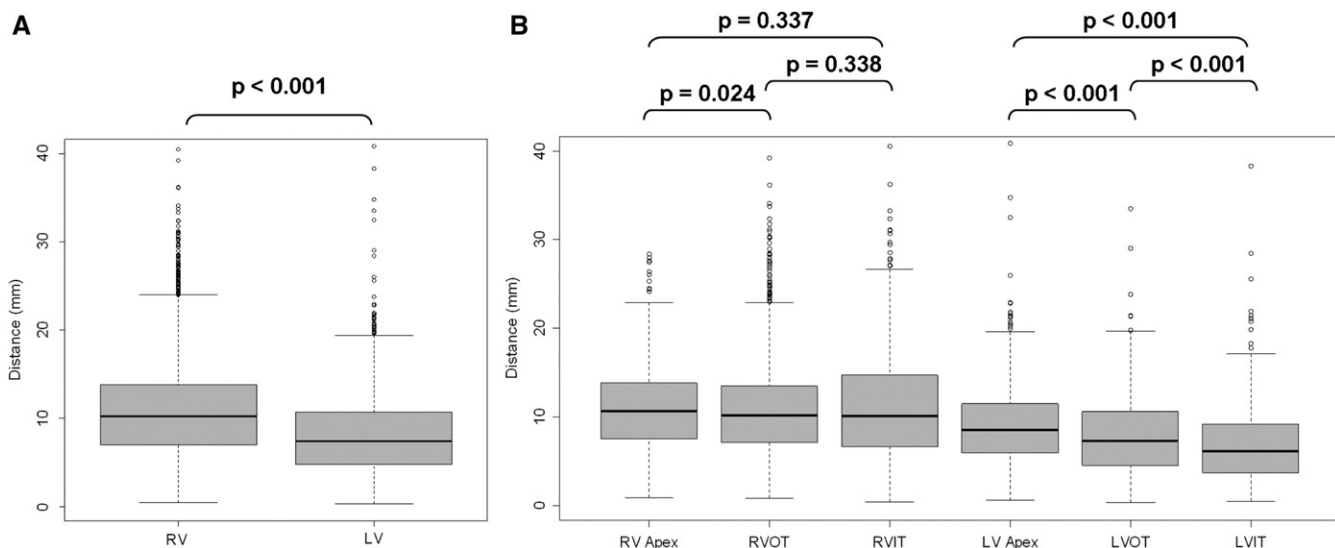 A
p < 0.001
Distance (mm)
40
30
20
10
0
RV LV
B
p = 0.337 p < 0.001
p = 0.338 p < 0.001
p = 0.024 p < 0.001
Distance (mm)
40
30
20
10
0
RV Apex RVOT RVIT LV Apex LVOT LVIT